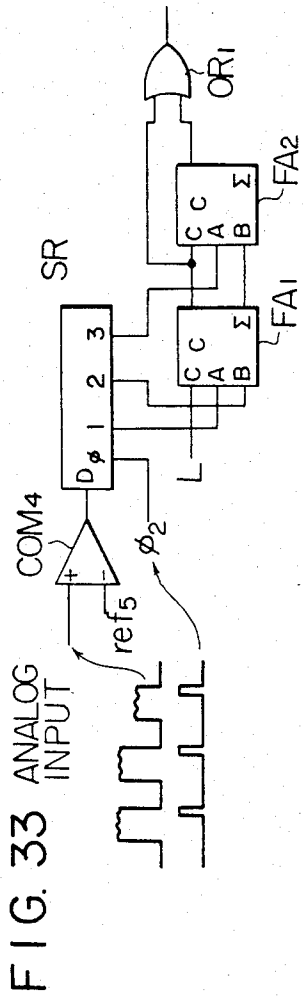 FIG. 33
ANALOG
INPUT
COM4
+
-
ref5
SR
D
φ
1 2 3
φ2
L
C
A
B
C
Σ
FA1
C
A
B
C
Σ
FA2
OR1